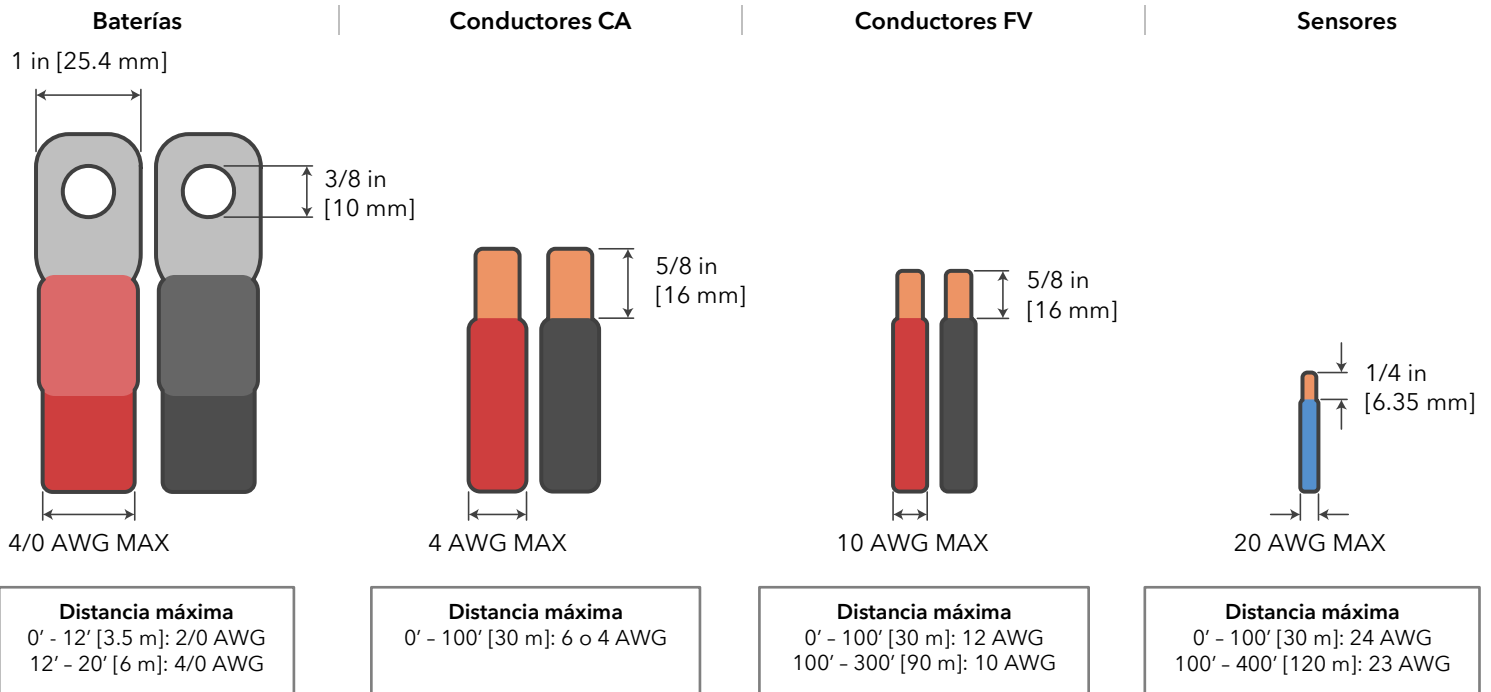 Baterías
Conductores CA
Conductores FV
Sensores
1 in [25.4 mm]
3/8 in
[10 mm]
5/8 in
[16 mm]
5/8 in
[16 mm]
1/4 in
[6.35 mm]
4/0 AWG MAX
4 AWG MAX
10 AWG MAX
20 AWG MAX
Distancia máxima
0' - 12' [3.5 m]: 2/0 AWG
12' – 20' [6 m]: 4/0 AWG
Distancia máxima
0' – 100' [30 m]: 6 o 4 AWG
Distancia máxima
0' – 100' [30 m]: 12 AWG
100' – 300' [90 m]: 10 AWG
Distancia máxima
0' – 100' [30 m]: 24 AWG
100' – 400' [120 m]: 23 AWG